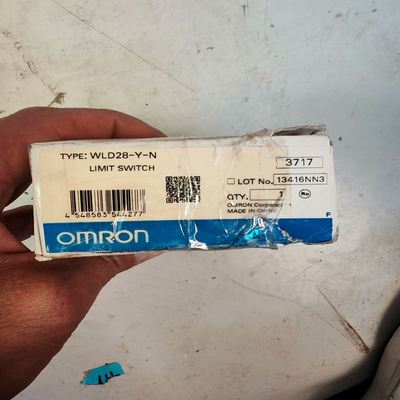 TYPE: WLD28-Y-N
LIMIT SWITCH
3717
LOT No. 13416NN3
QTY. 1
4 548583 544277
OMRON Corporation
MADE IN CHINA
OMRON
F